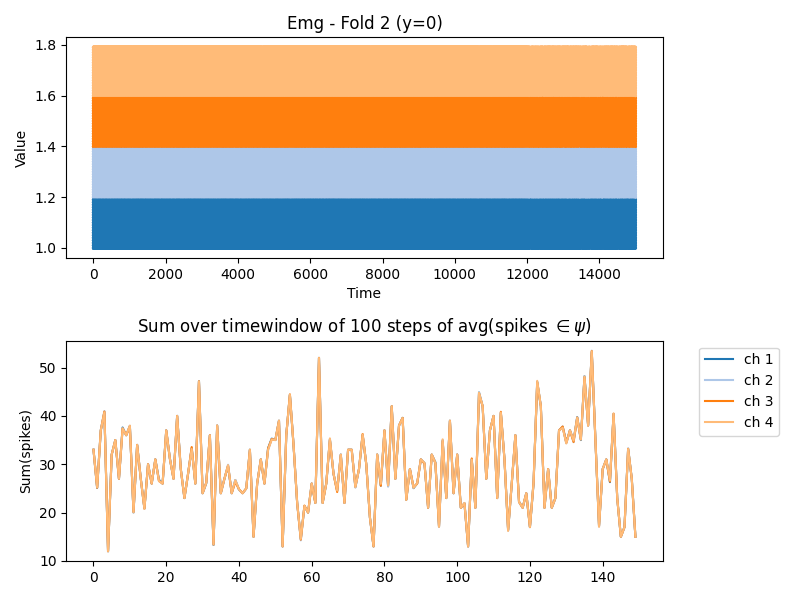 Emg - Fold 2 (y=0)
Value
1.8
1.6
1.4
1.2
1.0
0 2000 4000 6000 8000 10000 12000 14000
Time
Sum over timewindow of 100 steps of avg(spikes ∈ ψ)
Sum(spikes)
50
40
30
20
10
0 20 40 60 80 100 120 140
ch 1
ch 2
ch 3
ch 4